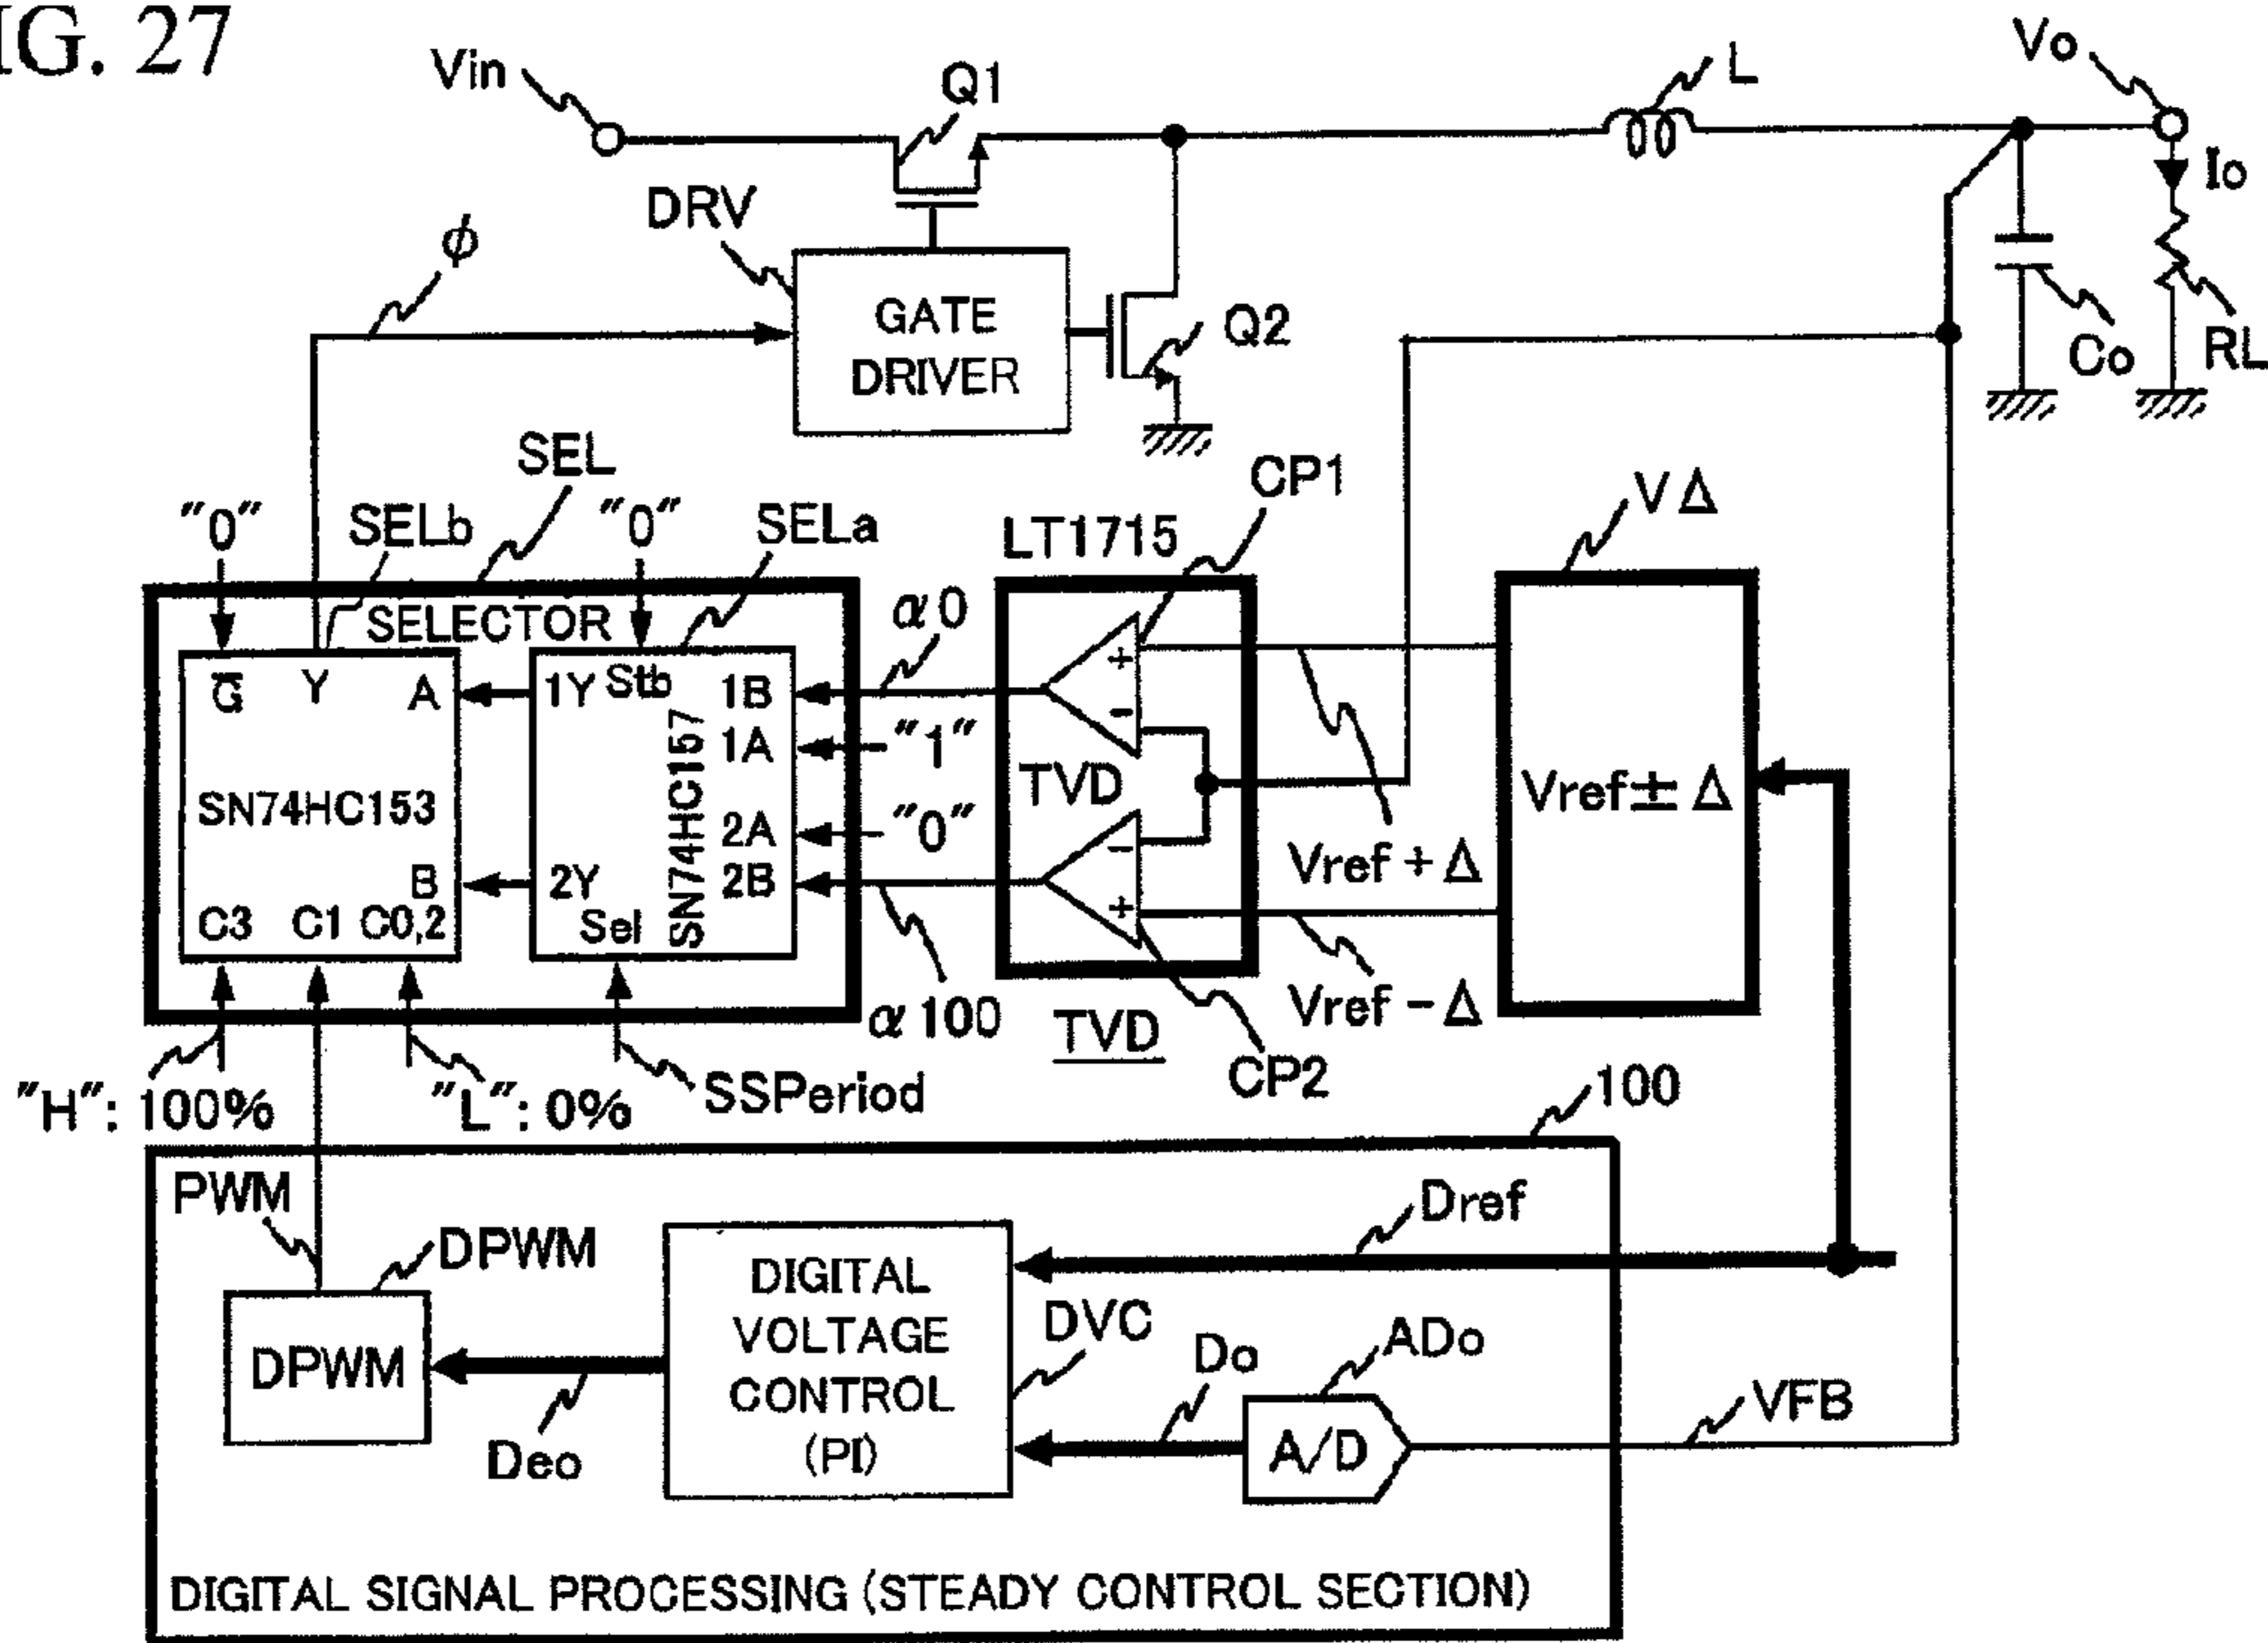 IG. 27
Vin
Q1
L
Vo
Io
DRV
φ
GATE
DRIVER
Q2
Co
RL
SEL
CP1
VΔ
"0"
SELb
"0"
SELa
LT1715
SELECTOR
α0
G̅
Y
A
1Y
Stb
1B
"1"
1A
+
-
SN74HC153
SN74HC157
TVD
Vref±Δ
2A
"0"
B
2Y
2B
-
+
Vref+Δ
C3
C1
C0,2
Sel
α100
TVD
Vref-Δ
CP2
"H": 100%
"L": 0%
SSPeriod
100
PWM
Dref
DPWM
DIGITAL
VOLTAGE
CONTROL
(PI)
DVC
Do
ADo
DPWM
Deo
A/D
VFB
DIGITAL SIGNAL PROCESSING (STEADY CONTROL SECTION)